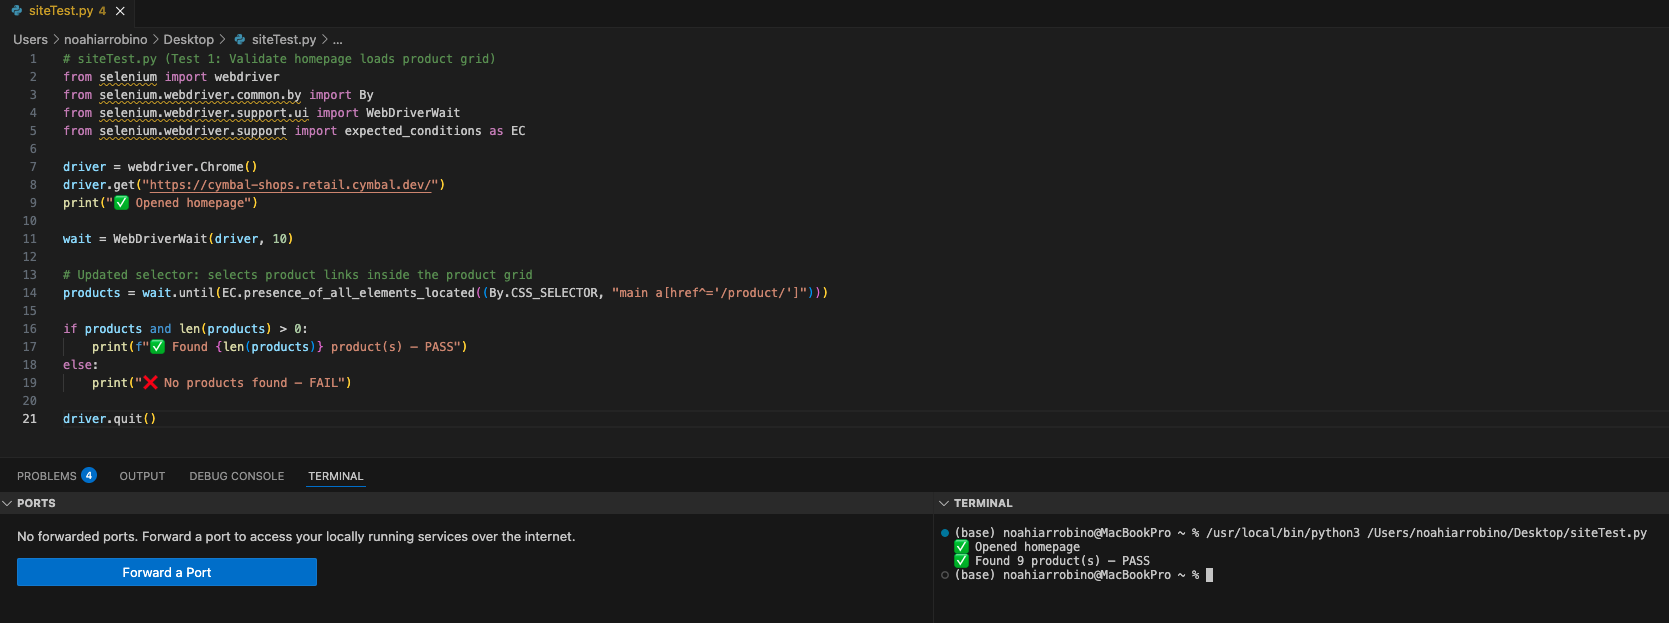 siteTest.py 4
Users > noahiarrobino > Desktop > siteTest.py > ...
1 # siteTest.py (Test 1: Validate homepage loads product grid)
2 from selenium import webdriver
3 from selenium.webdriver.common.by import By
4 from selenium.webdriver.support.ui import WebDriverWait
5 from selenium.webdriver.support import expected_conditions as EC
6
7 driver = webdriver.Chrome()
8 driver.get("https://cymbal-shops.retail.cymbal.dev/")
9 print("✅ Opened homepage")
10
11 wait = WebDriverWait(driver, 10)
12
13 # Updated selector: selects product links inside the product grid
14 products = wait.until(EC.presence_of_all_elements_located((By.CSS_SELECTOR, "main a[href^='/product/']")))
15
16 if products and len(products) > 0:
17     print(f"✅ Found {len(products)} product(s) — PASS")
18 else:
19     print("❌ No products found — FAIL")
20
21 driver.quit()
PROBLEMS 4 OUTPUT DEBUG CONSOLE TERMINAL
PORTS
No forwarded ports. Forward a port to access your locally running services over the internet.
Forward a Port
TERMINAL
(base) noahiarrobino@MacBookPro ~ % /usr/local/bin/python3 /Users/noahiarrobino/Desktop/siteTest.py
✅ Opened homepage
✅ Found 9 product(s) — PASS
(base) noahiarrobino@MacBookPro ~ %